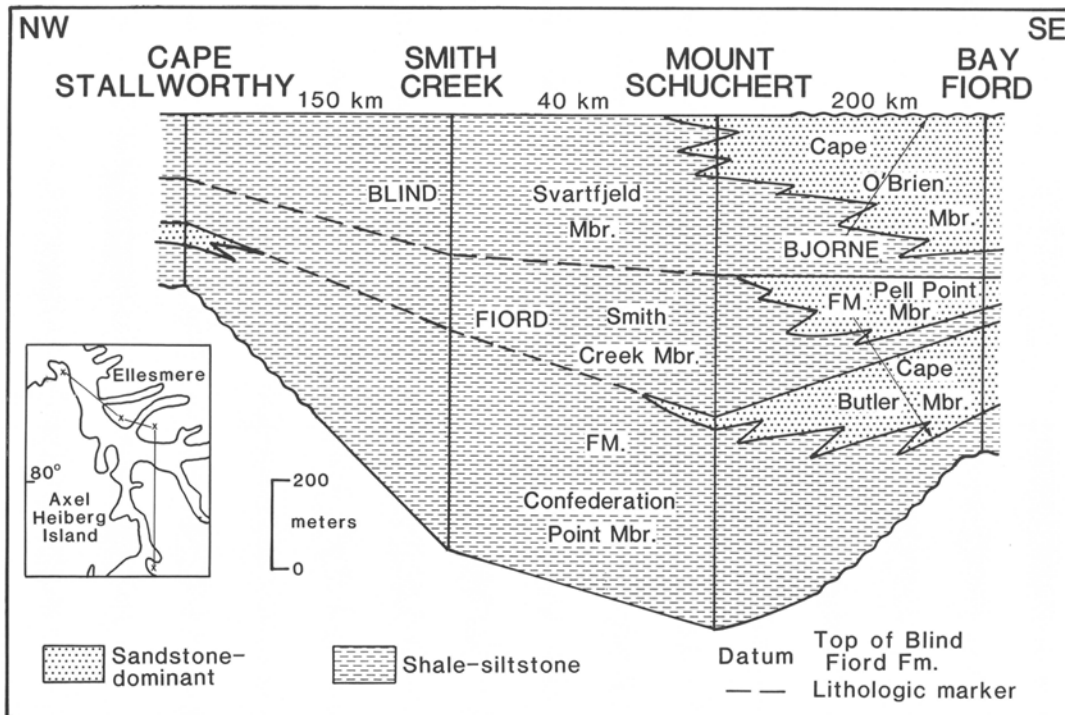 NW
SE
CAPE
STALLWORTHY
SMITH
CREEK
MOUNT
SCHUCHERT
BAY
FIORD
150 km
40 km
200 km
Cape
O'Brien
Mbr.
BLIND
Svartfjeld
Mbr.
BJORNE
FIORD
Smith
Creek Mbr.
FM.
Pell Point
Mbr.
Cape
Butler Mbr.
FM.
Confederation
Point Mbr.
Ellesmere
80°
Axel
Heiberg
Island
x
x
x
x
200
meters
0
Sandstone-
dominant
Shale-siltstone
Datum Top of Blind
Fiord Fm.
Lithologic marker